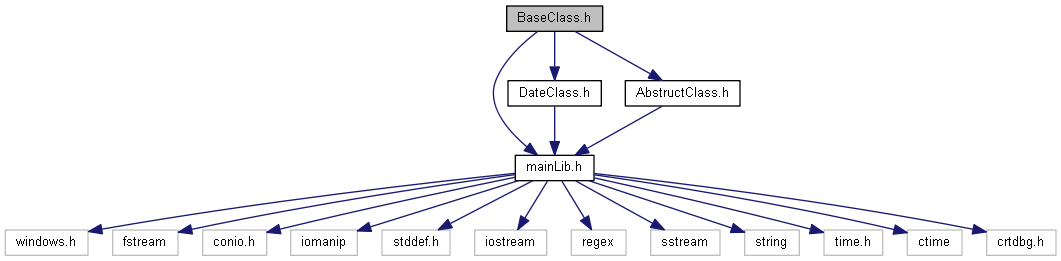 BaseClass.h
DateClass.h
AbstructClass.h
mainLib.h
windows.h
fstream
conio.h
iomanip
stddef.h
iostream
regex
sstream
string
time.h
ctime
crtdbg.h